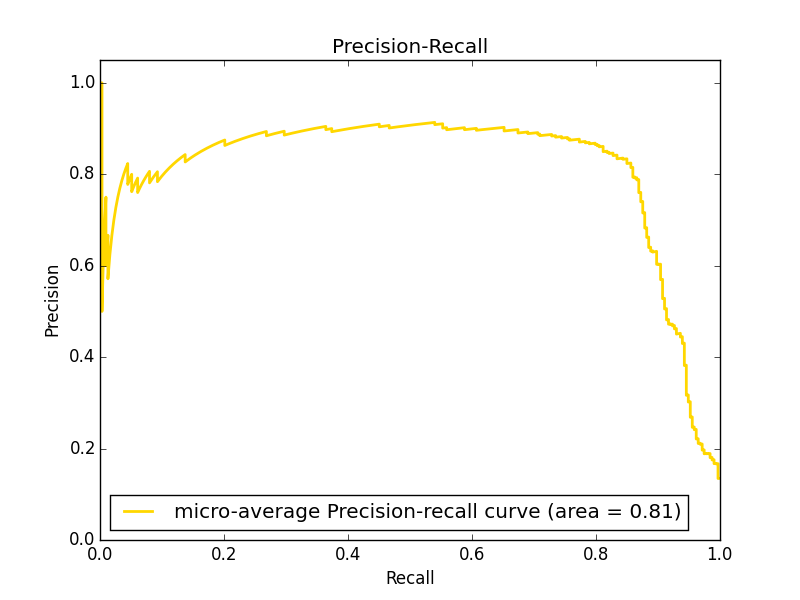 Precision-Recall
1.0
0.8
0.6
0.4
0.2
0.0
Precision
micro-average Precision-recall curve (area = 0.81)
0.0 0.2 0.4 0.6 0.8 1.0
Recall